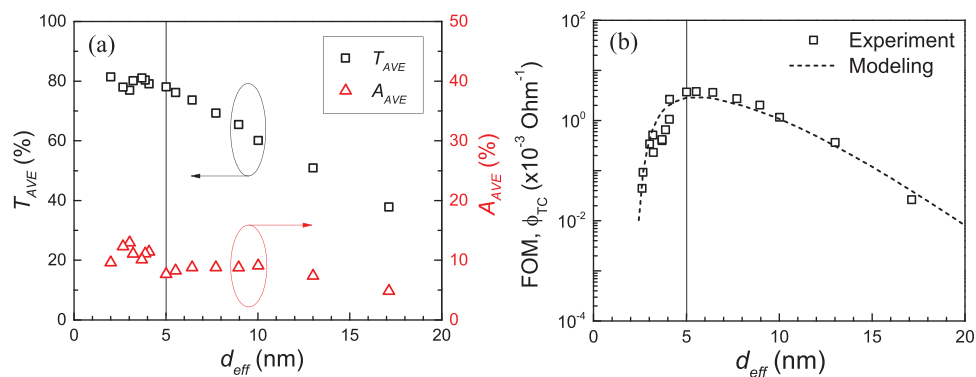 (a)
T_AVE
A_AVE
100
80
60
40
20
0
T_AVE (%)
50
40
30
20
10
0
A_AVE (%)
0 5 10 15 20
d_eff (nm)
(b)
Experiment
Modeling
10^2
10^0
10^-2
10^-4
FOM, ϕ_TC (x10^-3 Ohm^-1)
0 5 10 15 20
d_eff (nm)